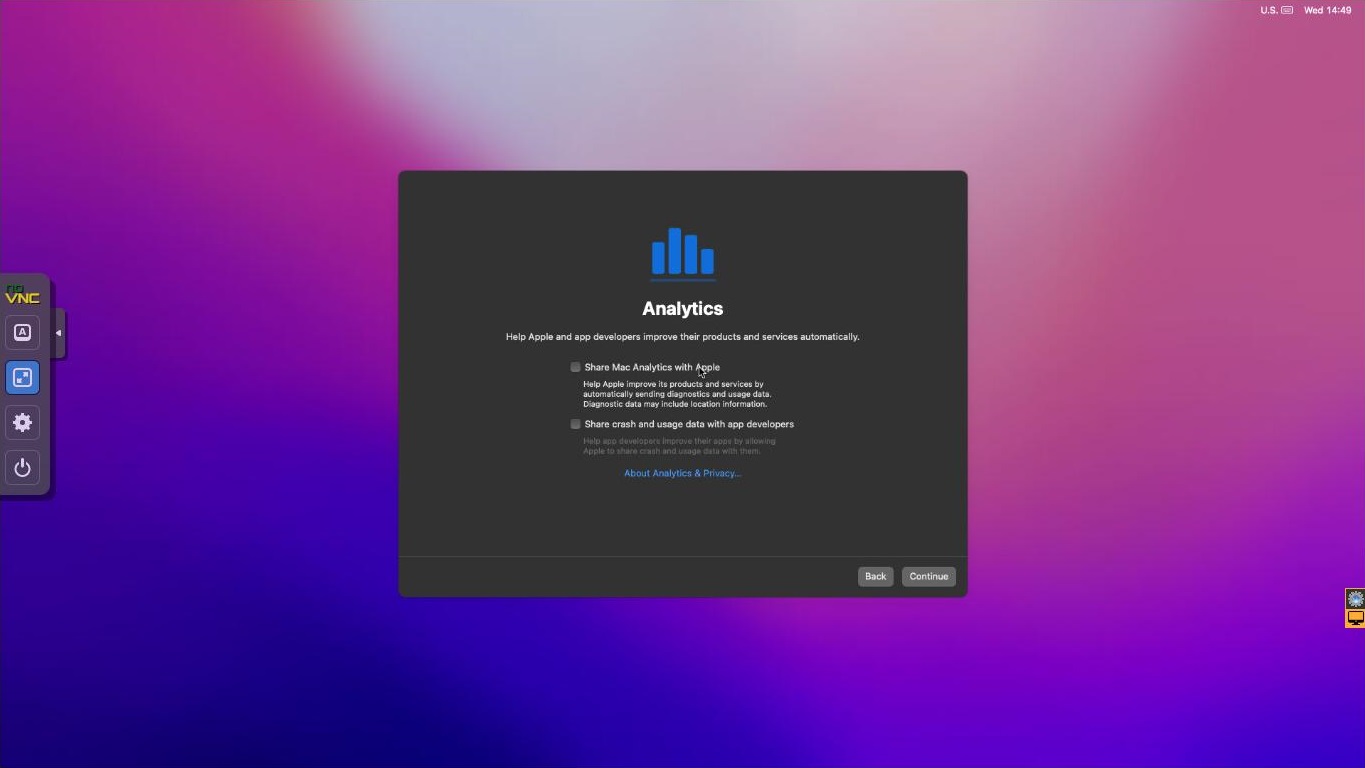 U.S. Wed 14:49
no
VNC
A
Analytics
Help Apple and app developers improve their products and services automatically.
Share Mac Analytics with Apple
Help Apple improve its products and services by
automatically sending diagnostics and usage data.
Diagnostic data may include location information.
Share crash and usage data with app developers
Help app developers improve their apps by allowing
Apple to share crash and usage data with them.
About Analytics & Privacy...
Back Continue